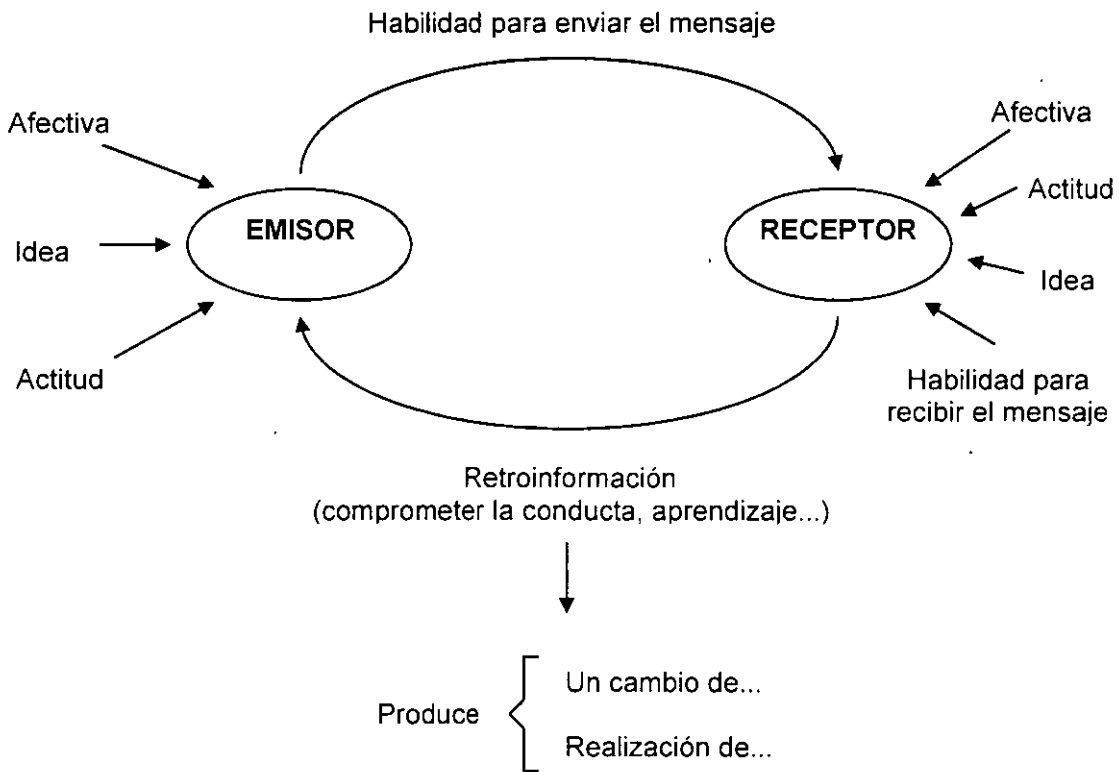 Habilidad para enviar el mensaje
Afectiva
Idea
Actitud
EMISOR
RECEPTOR
Afectiva
Actitud
Idea
Habilidad para
recibir el mensaje
Retroinformación
(comprometer la conducta, aprendizaje...)
Produce
Un cambio de...
Realización de...